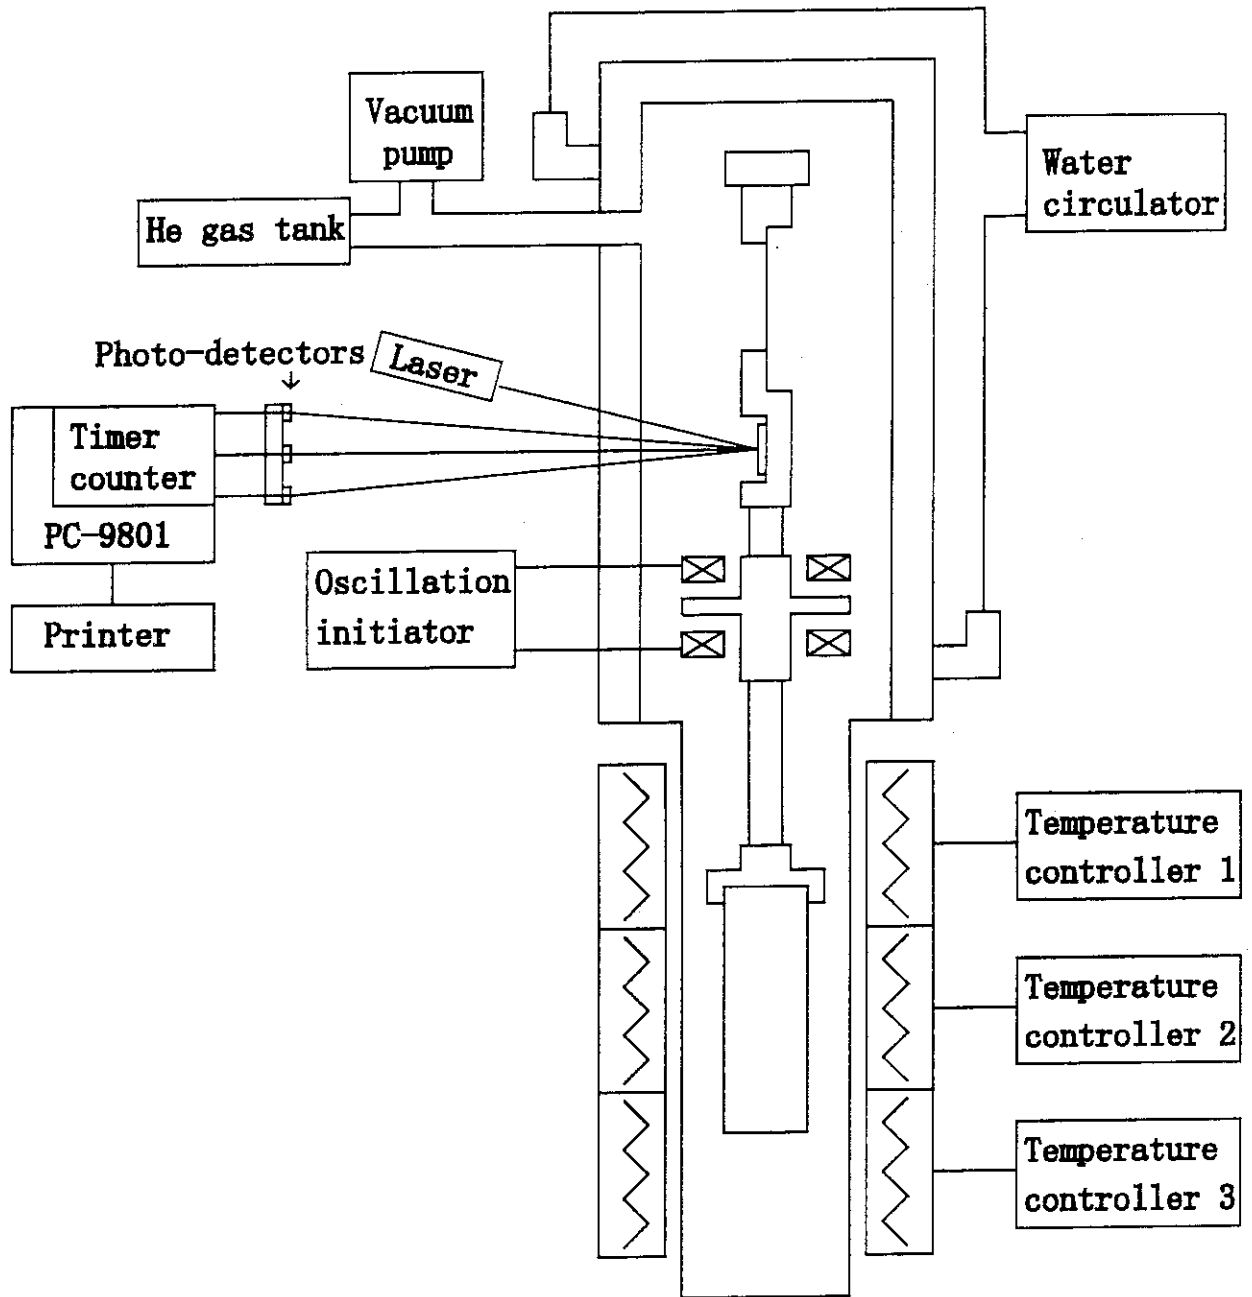 Vacuum
pump
Water
circulator
He gas tank
Photo-detectors
Laser
Timer
counter
PC-9801
Oscillation
initiator
Printer
Temperature
controller 1
Temperature
controller 2
Temperature
controller 3